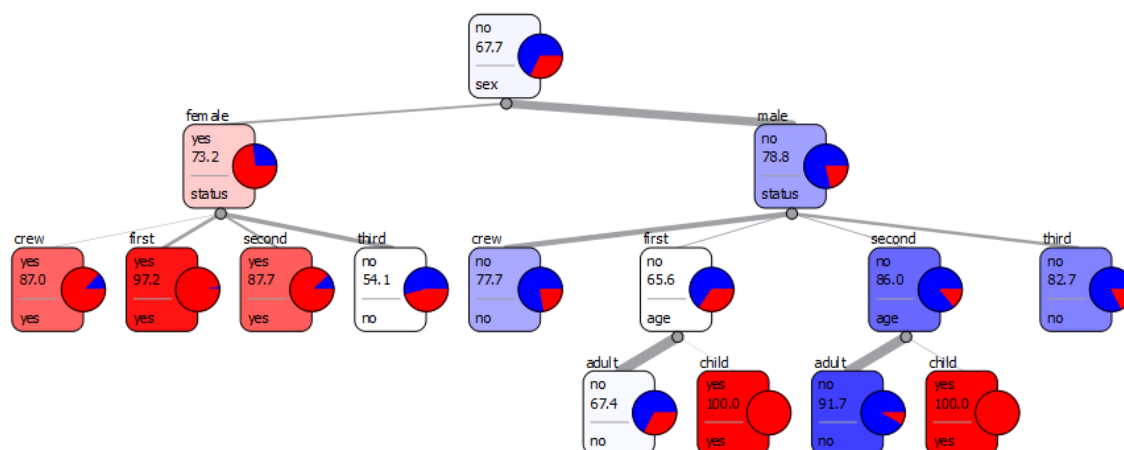 no
67.7
sex
female
male
yes
73.2
status
no
78.8
status
crew
first
second
third
crew
first
second
third
yes
87.0
yes
yes
97.2
yes
yes
87.7
yes
no
54.1
no
no
77.7
no
no
65.6
age
no
86.0
age
no
82.7
no
adult
child
adult
child
no
67.4
no
yes
100.0
yes
no
91.7
no
yes
100.0
yes